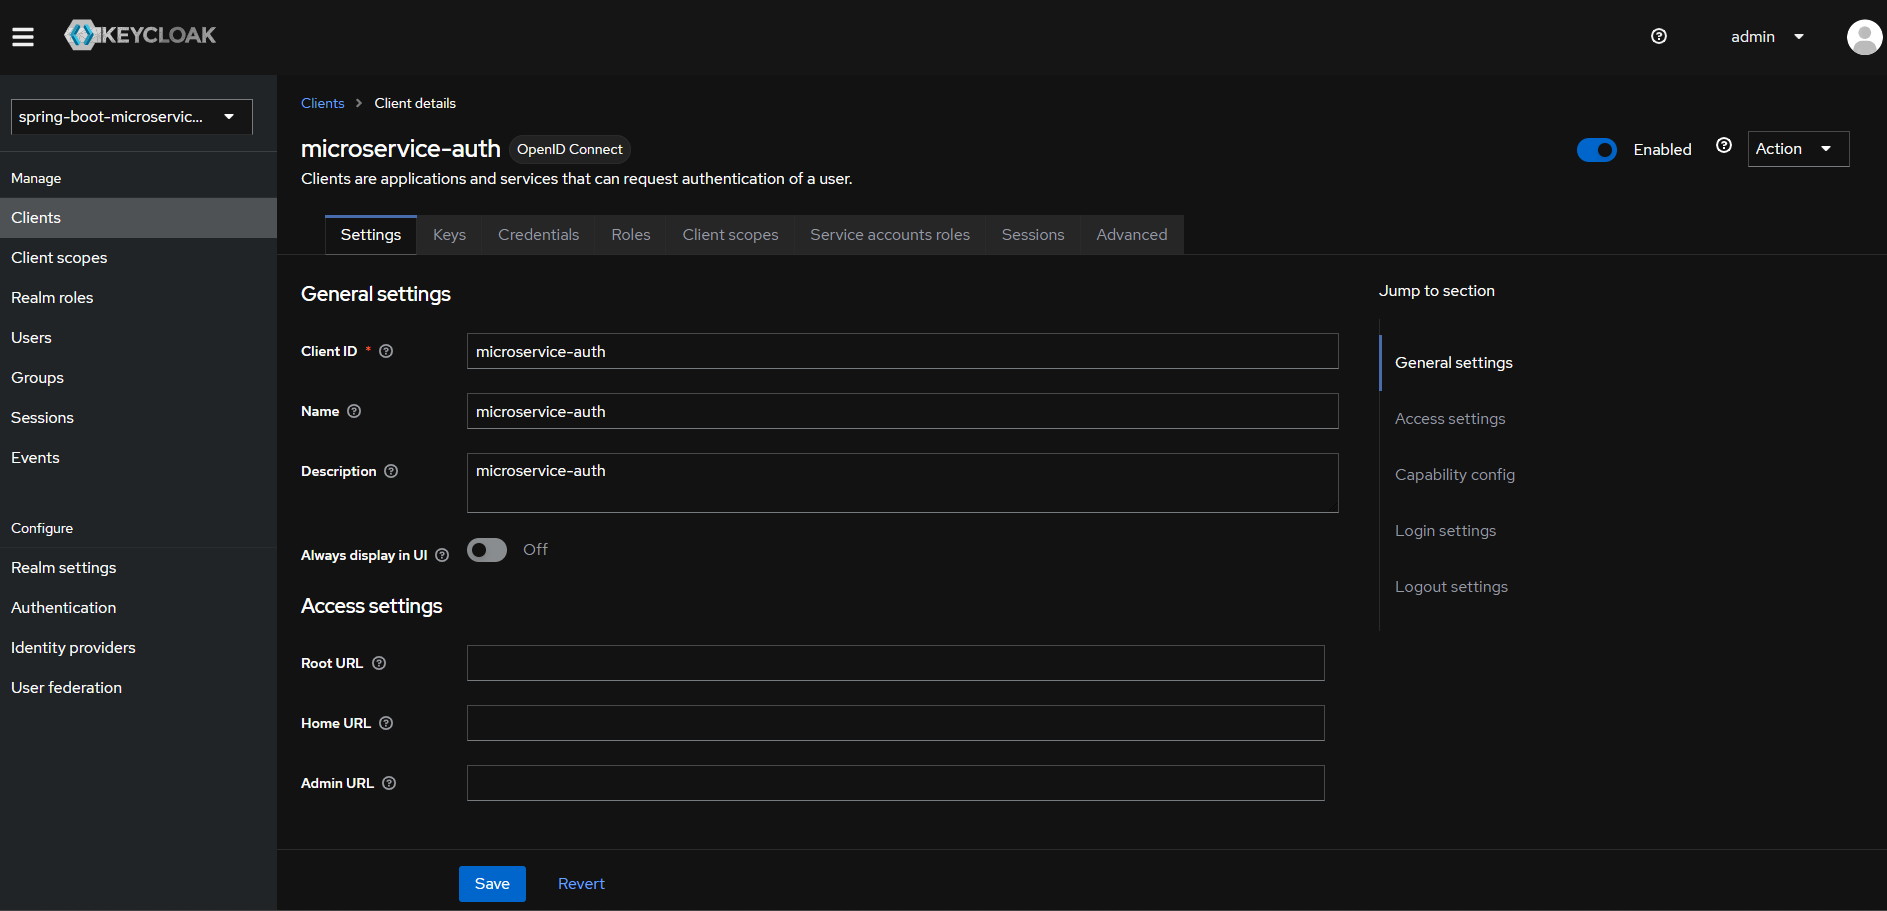 KEYCLOAK
admin
spring-boot-microservic...
Manage
Clients
Client scopes
Realm roles
Users
Groups
Sessions
Events
Configure
Realm settings
Authentication
Identity providers
User federation
Clients > Client details
microservice-auth OpenID Connect
Enabled
Action
Clients are applications and services that can request authentication of a user.
Settings Keys Credentials Roles Client scopes Service accounts roles Sessions Advanced
General settings
Client ID * microservice-auth
Name microservice-auth
Description microservice-auth
Always display in UI Off
Access settings
Root URL
Home URL
Admin URL
Jump to section
General settings
Access settings
Capability config
Login settings
Logout settings
Save Revert